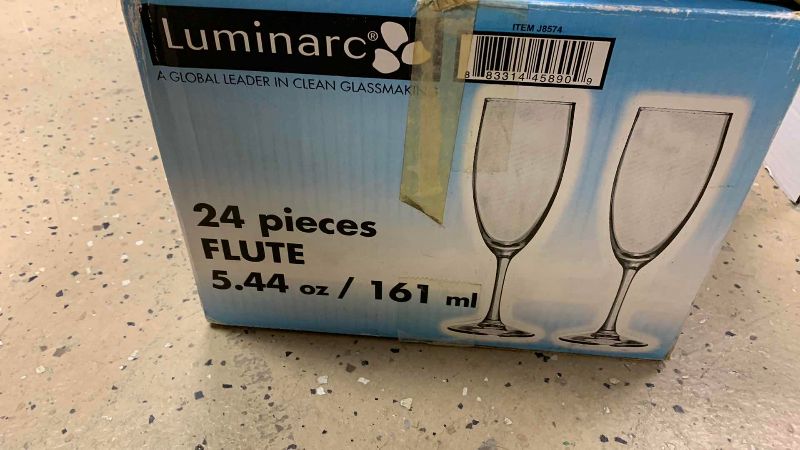 Luminarc®
ITEM J8574
8 83314 45890 9
A GLOBAL LEADER IN CLEAN GLASSMAKING
24 pieces
FLUTE
5.44 oz / 161 ml